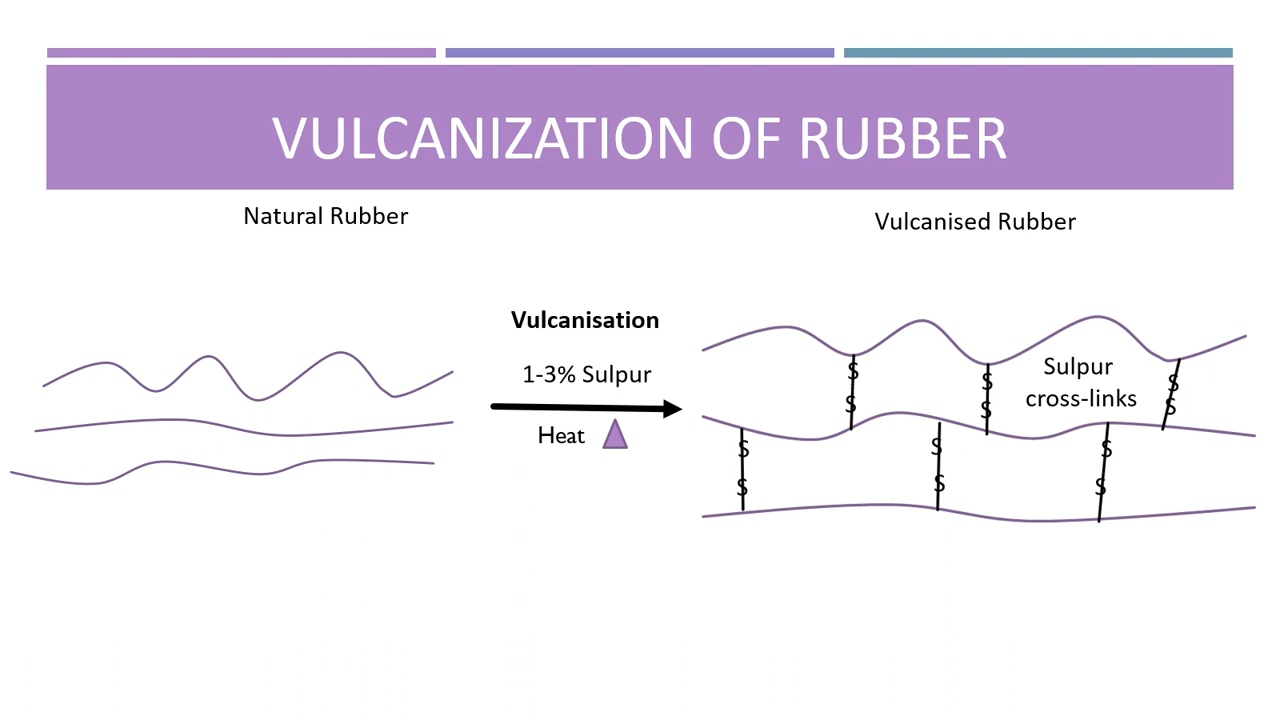 VULCANIZATION OF RUBBER
Natural Rubber
Vulcanised Rubber
Vulcanisation
1-3% Sulpur
Heat
Sulpur
cross-links
S
S
S
S
S
S
S
S
S
S
S
S